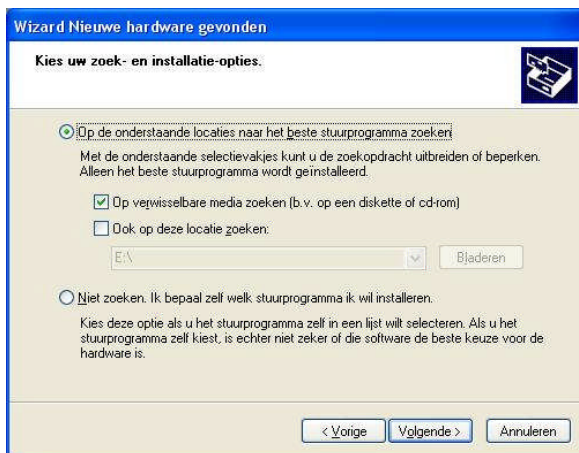 Wizard Nieuwe hardware gevonden
Kies uw zoek- en installatie-opties.
Op de onderstaande locaties naar het beste stuurprogramma zoeken
Met de onderstaande selectievakjes kunt u de zoekopdracht uitbreiden of beperken.
Alleen het beste stuurprogramma wordt geïnstalleerd.
Op verwisselbare media zoeken (b.v. op een diskette of cd-rom)
Ook op deze locatie zoeken:
E:\ Bladeren
Niet zoeken. Ik bepaal zelf welk stuurprogramma ik wil installeren.
Kies deze optie als u het stuurprogramma zelf in een lijst wilt selecteren. Als u het
stuurprogramma zelf kiest, is echter niet zeker of die software de beste keuze voor de
hardware is.
< Vorige Volgende > Annuleren